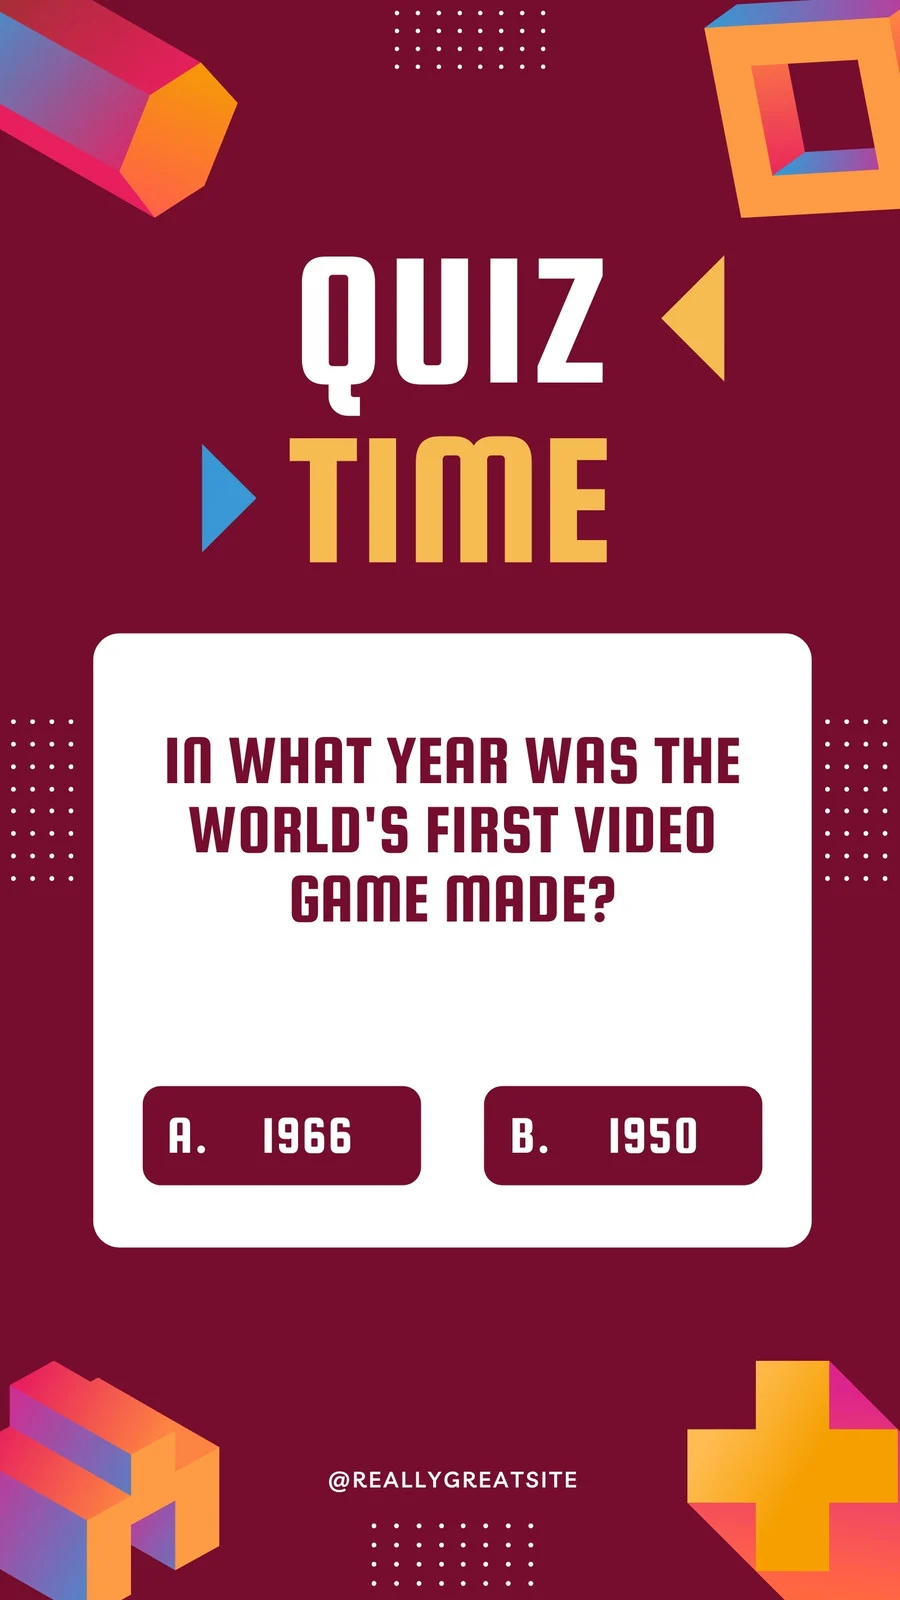 QUIZ
TIME
IN WHAT YEAR WAS THE
WORLD'S FIRST VIDEO
GAME MADE?
A. 1966
B. 1950
@REALLYGREATSITE